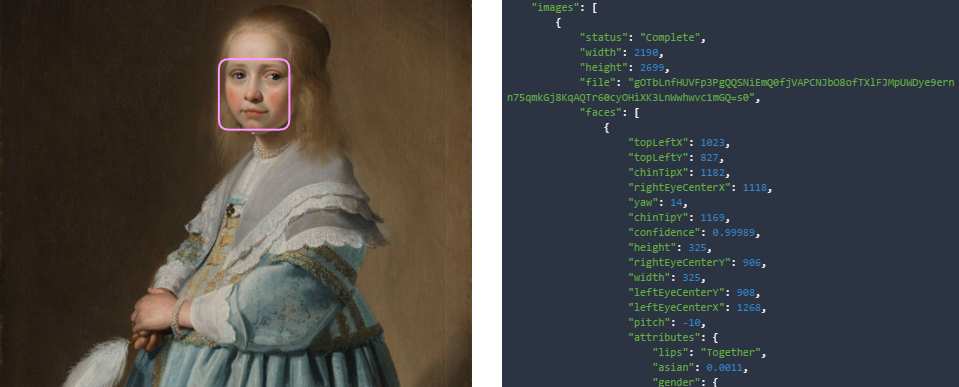 "images": [
{
"status": "Complete",
"width": 2190,
"height": 2699,
"file": "gOTbLnfHUVFp3PgQQSNiEmQ0fjVAPCNJbO8ofTXlFJMpUWDye9ern
n75qmkGj8KqAQTr60cyOHiXK3LnWwhwvc1mGQ=s0",
"faces": [
{
"topLeftX": 1023,
"topLeftY": 827,
"chinTipX": 1182,
"rightEyeCenterX": 1118,
"yaw": 14,
"chinTipY": 1169,
"confidence": 0.99989,
"height": 325,
"rightEyeCenterY": 906,
"width": 325,
"leftEyeCenterY": 908,
"leftEyeCenterX": 1268,
"pitch": -10,
"attributes": {
"lips": "Together",
"asian": 0.0011,
"gender": {